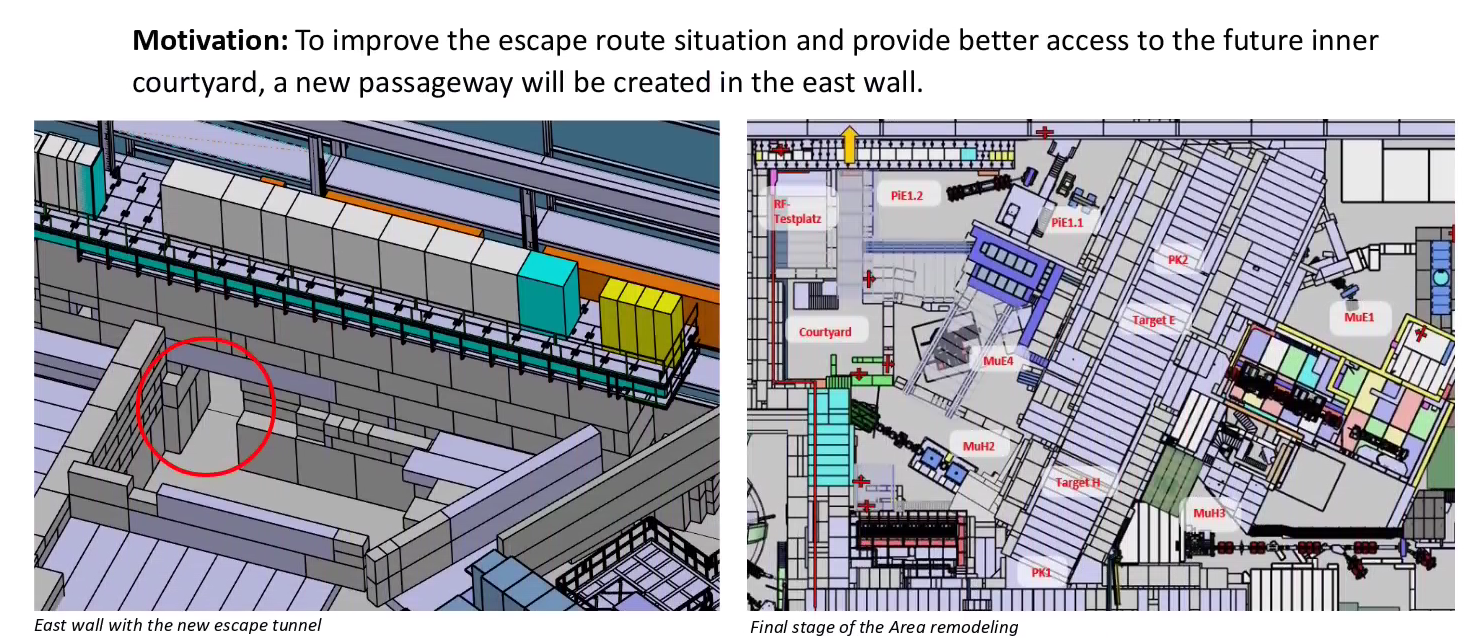 Motivation: To improve the escape route situation and provide better access to the future inner
courtyard, a new passageway will be created in the east wall.
RF-
Testplatz
PiE1.2
PiE1.1
PK2
Courtyard
Target E
MuE1
MuE4
MuH2
Target H
MuH3
PK1
East wall with the new escape tunnel
Final stage of the Area remodeling